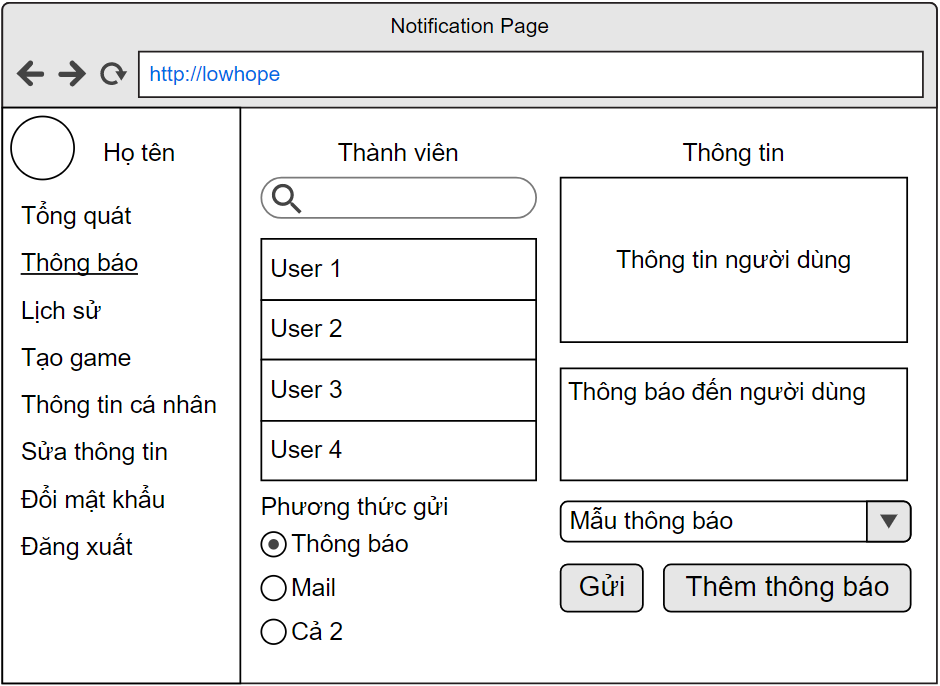 Notification Page
http://lowhope
Họ tên
Tổng quát
Thông báo
Lịch sử
Tạo game
Thông tin cá nhân
Sửa thông tin
Đổi mật khẩu
Đăng xuất
Thành viên
User 1
User 2
User 3
User 4
Phương thức gửi
Thông báo
Mail
Cả 2
Thông tin
Thông tin người dùng
Thông báo đến người dùng
Mẫu thông báo
Gửi
Thêm thông báo